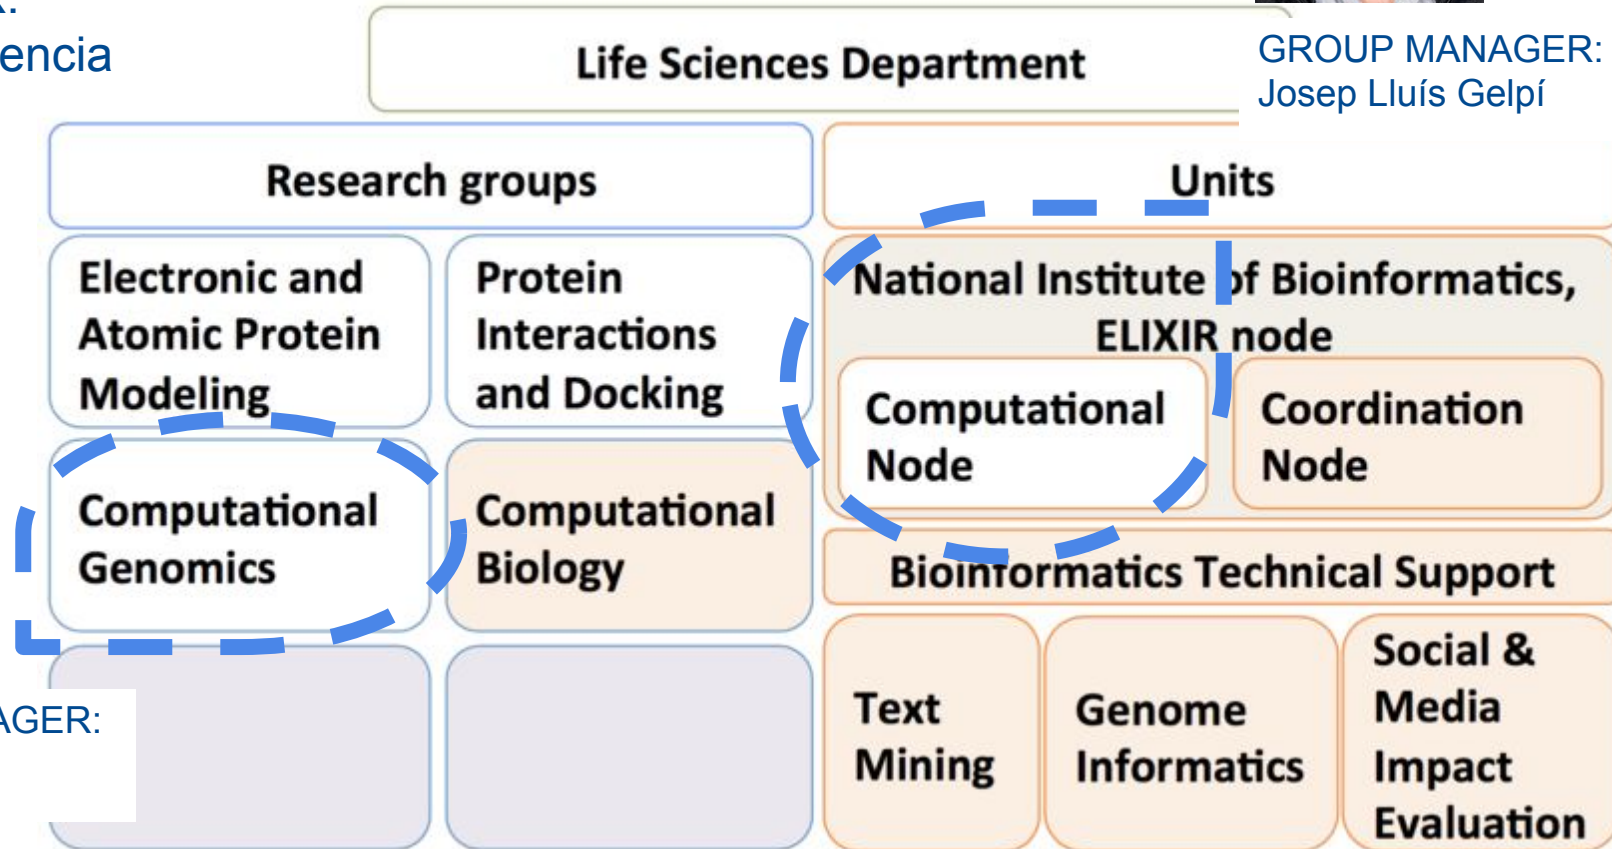 encia
Life Sciences Department
GROUP MANAGER:
Josep Lluís Gelpí
Research groups
Units
Electronic and
Atomic Protein
Modeling
Protein
Interactions
and Docking
National Institute of Bioinformatics,
ELIXIR node
Computational
Node
Coordination
Node
Computational
Genomics
Computational
Biology
Bioinformatics Technical Support
AGER:
Text
Mining
Genome
Informatics
Social &
Media
Impact
Evaluation